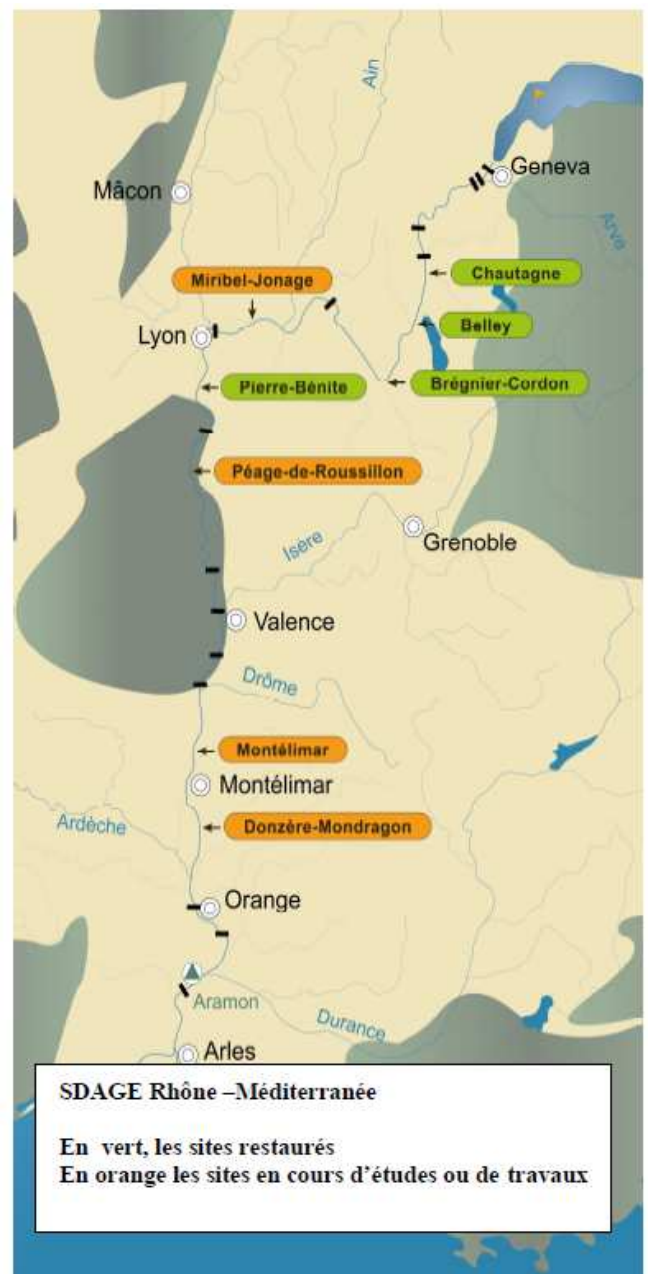 Ain
Geneva
Mâcon
Arve
Miribel-Jonage
Chautagne
Lyon
Belley
Pierre-Bénite
Brégnier-Cordon
Péage-de-Roussillon
Isère
Grenoble
Valence
Drôme
Montélimar
Montélimar
Ardèche
Donzère-Mondragon
Orange
Aramon
Durance
Arles
SDAGE Rhône –Méditerranée
En vert, les sites restaurés
En orange les sites en cours d'études ou de travaux